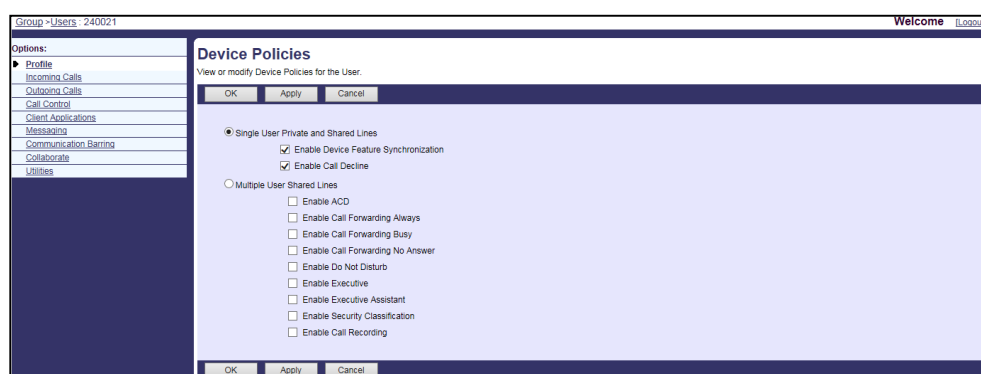 Group >Users : 240021
Welcome [Logou
Options:
Profile
Incoming Calls
Outgoing Calls
Call Control
Client Applications
Messaging
Communication Barring
Collaborate
Utilities
Device Policies
View or modify Device Policies for the User.
OK Apply Cancel
Single User Private and Shared Lines
Enable Device Feature Synchronization
Enable Call Decline
Multiple User Shared Lines
Enable ACD
Enable Call Forwarding Always
Enable Call Forwarding Busy
Enable Call Forwarding No Answer
Enable Do Not Disturb
Enable Executive
Enable Executive Assistant
Enable Security Classification
Enable Call Recording
OK Apply Cancel